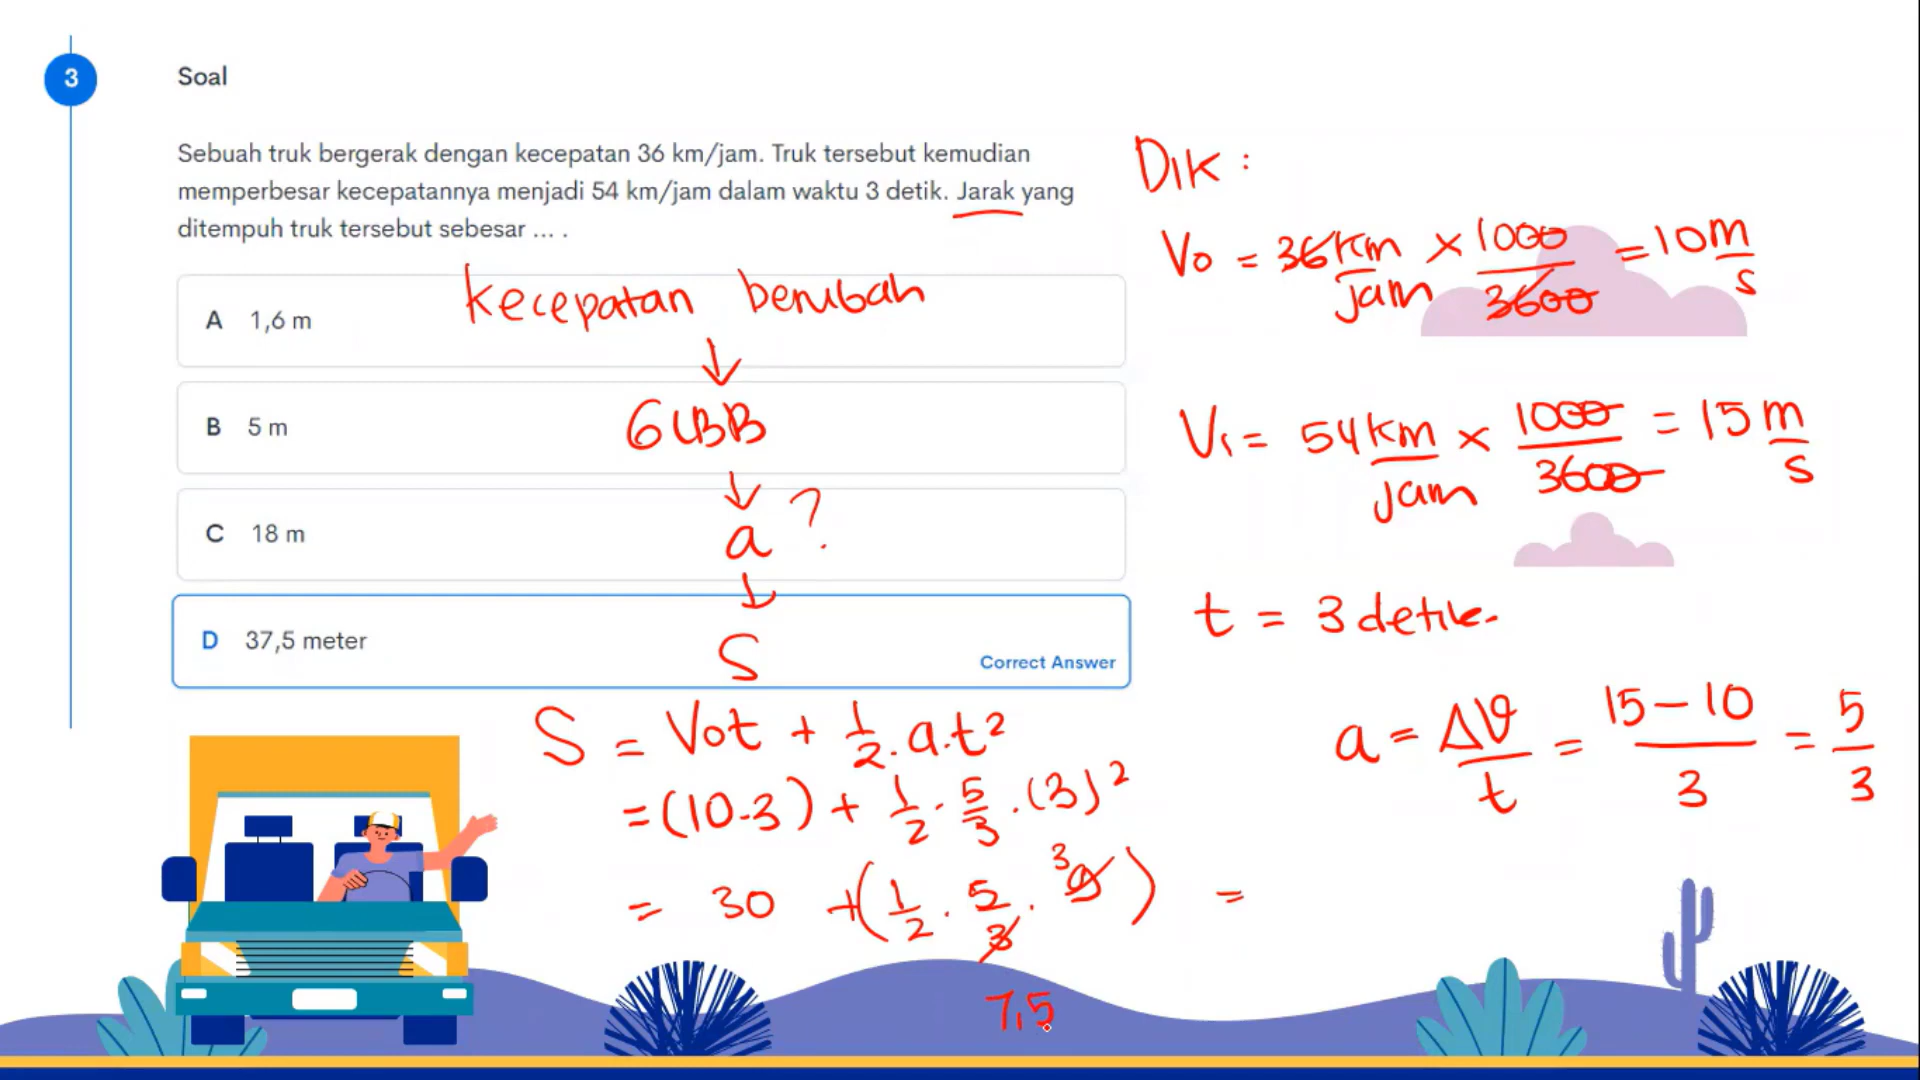 3
Soal
Sebuah truk bergerak dengan kecepatan 36 km/jam. Truk tersebut kemudian
memperbesar kecepatannya menjadi 54 km/jam dalam waktu 3 detik. Jarak yang
ditempuh truk tersebut sebesar ... .
A 1,6 m
B 5 m
C 18 m
D 37,5 meter
Correct Answer
kecepatan berubah
↓
GLBB
↓
a ?
↓
S
S = Vot + 1/2 . a.t²
= (10.3) + 1/2 . 5/3 . (3)²
= 30 + (1/2 . 5/3 . 9 3) =
7,5
DIK :
Vo = 36 km/jam × 1000/3600 = 10 m/s
V1 = 54 km/jam × 1000/3600 = 15 m/s
t = 3 detik.
a = Δv/t = 15 - 10/3 = 5/3